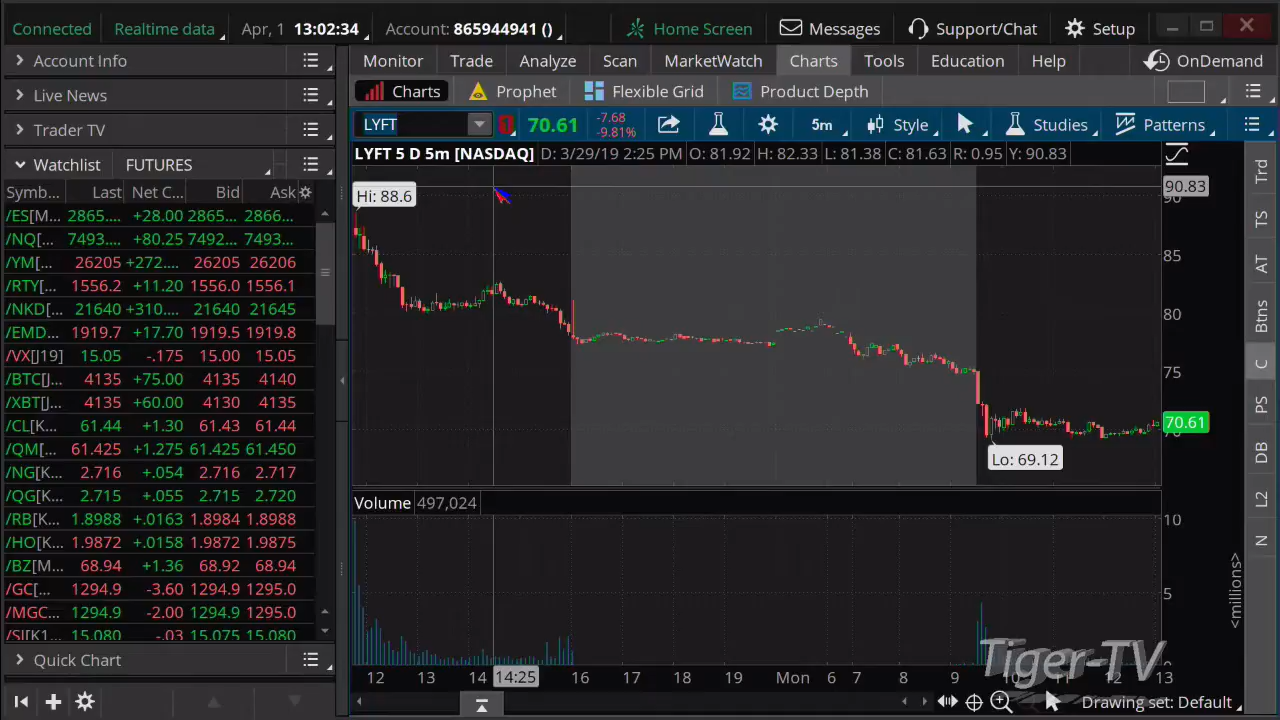 Connected Realtime data Apr, 1 13:02:34 Account: 865944941 () Home Screen Messages Support/Chat Setup
Account Info
Live News
Trader TV
Watchlist FUTURES
Symb... Last Net C... Bid Ask
/ES[M... 2865.... +28.00 2865... 2866...
/NQ[... 7493.... +80.25 7492... 7493...
/YM[... 26205 +272.... 26205 26206
/RTY[... 1556.2 +11.20 1556.0 1556.1
/NKD[... 21640 +310.... 21640 21645
/EMD... 1919.7 +17.70 1919.5 1919.8
/VX[J19] 15.05 -.175 15.00 15.05
/BTC[J... 4135 +75.00 4135 4140
/XBT[... 4135 +60.00 4130 4135
/CL[K... 61.44 +1.30 61.43 61.44
/QM... 61.425 +1.275 61.425 61.450
/NG[... 2.716 +.054 2.716 2.717
/QG[... 2.715 +.055 2.715 2.720
/RB[K... 1.8988 +.0163 1.8984 1.8988
/HO[... 1.9872 +.0158 1.9872 1.9875
/BZ[M... 68.94 +1.36 68.92 68.94
/GC[... 1294.9 -3.60 1294.9 1295.0
/MGC... 1294.9 -2.00 1294.9 1295.0
/SI[K1... 15.080 -.03 15.075 15.080
Quick Chart
Monitor Trade Analyze Scan MarketWatch Charts Tools Education Help OnDemand
Charts Prophet Flexible Grid Product Depth
LYFT 70.61 -7.68 -9.81% 5m Style Studies Patterns
LYFT 5 D 5m [NASDAQ] D: 3/29/19 2:25 PM O: 81.92 H: 82.33 L: 81.38 C: 81.63 R: 0.95 Y: 90.83
Hi: 88.6
90.83
85
80
75
70.61
Lo: 69.12
Volume 497,024
10
5
<millions>
12 13 14 14:25 16 17 18 19 Mon 6 7 8 9 10 11 12 13
Tiger-TV
Drawing set: Default
Trd
TS
AT
Btns
C
PS
DB
L2
N